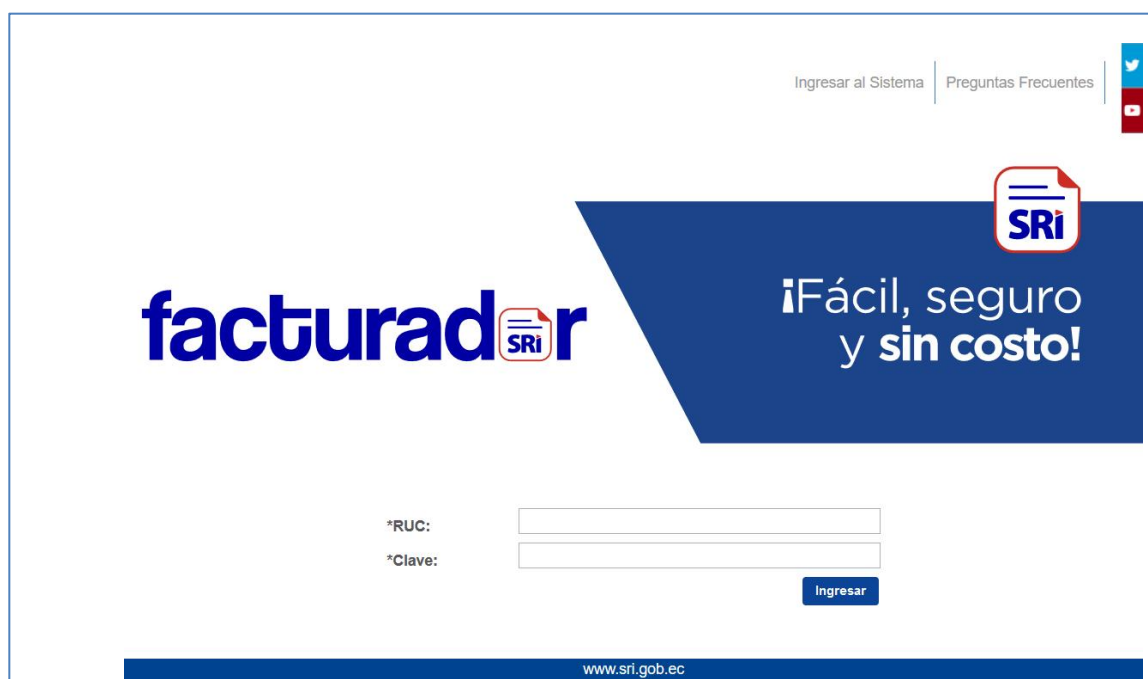 Ingresar al Sistema
Preguntas Frecuentes
SRi
facturador
SRi
¡Fácil, seguro
y sin costo!
*RUC:
*Clave:
Ingresar
www.sri.gob.ec